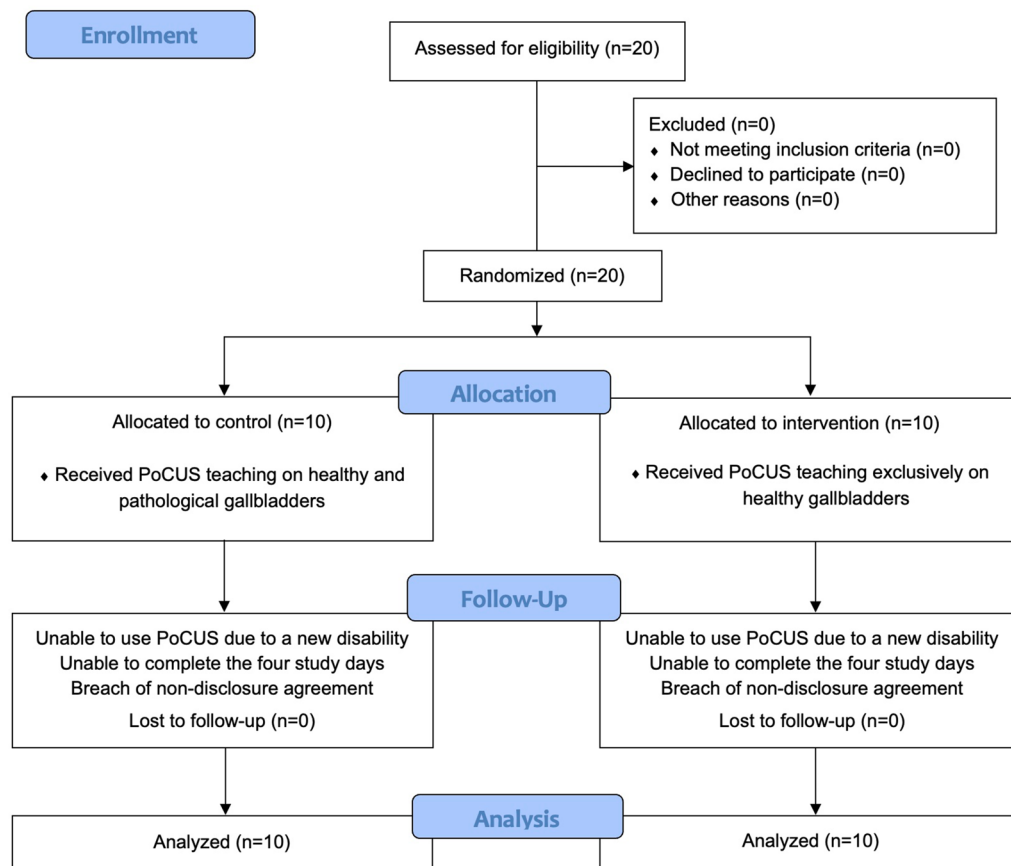 Enrollment
Assessed for eligibility (n=20)
Excluded (n=0)
♦ Not meeting inclusion criteria (n=0)
♦ Declined to participate (n=0)
♦ Other reasons (n=0)
Randomized (n=20)
Allocation
Allocated to control (n=10)
♦ Received PoCUS teaching on healthy and
pathological gallbladders
Allocated to intervention (n=10)
♦ Received PoCUS teaching exclusively on
healthy gallbladders
Follow-Up
Unable to use PoCUS due to a new disability
Unable to complete the four study days
Breach of non-disclosure agreement
Lost to follow-up (n=0)
Unable to use PoCUS due to a new disability
Unable to complete the four study days
Breach of non-disclosure agreement
Lost to follow-up (n=0)
Analysis
Analyzed (n=10)
Analyzed (n=10)